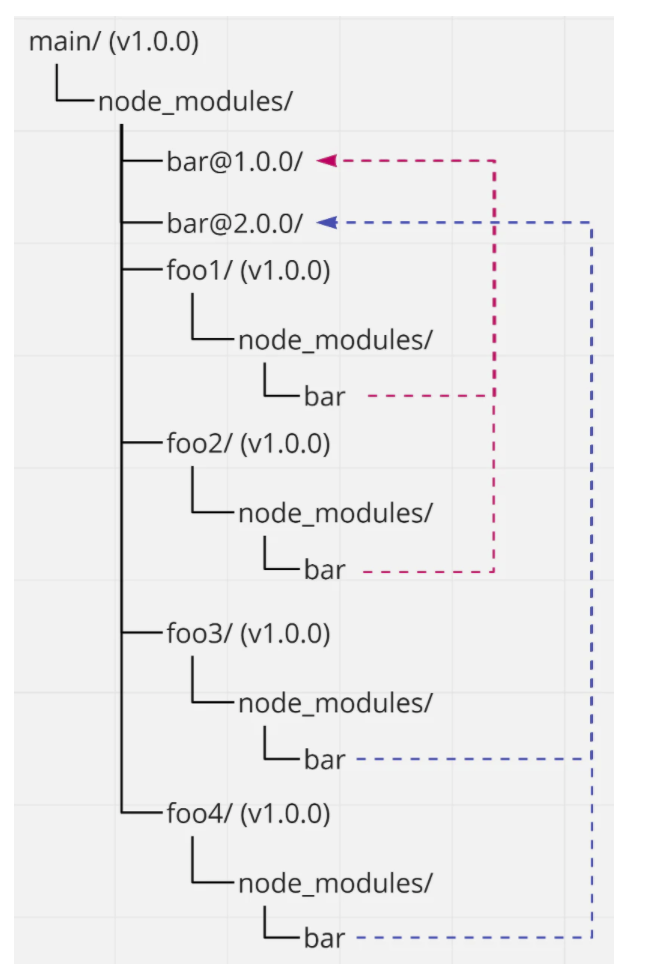 main/ (v1.0.0)
node_modules/
bar@1.0.0/
bar@2.0.0/
foo1/ (v1.0.0)
node_modules/
bar
foo2/ (v1.0.0)
node_modules/
bar
foo3/ (v1.0.0)
node_modules/
bar
foo4/ (v1.0.0)
node_modules/
bar